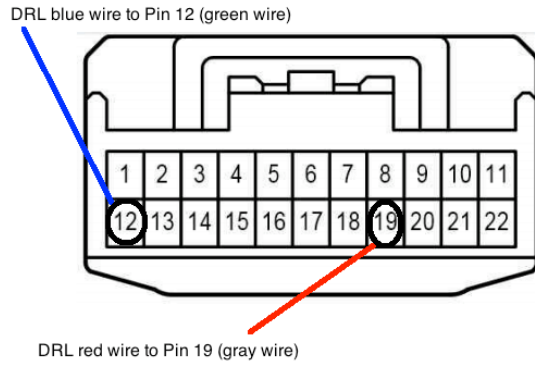 DRL blue wire to Pin 12 (green wire)
1 2 3 4 5 6 7 8 9 10 11
12 13 14 15 16 17 18 19 20 21 22
DRL red wire to Pin 19 (gray wire)